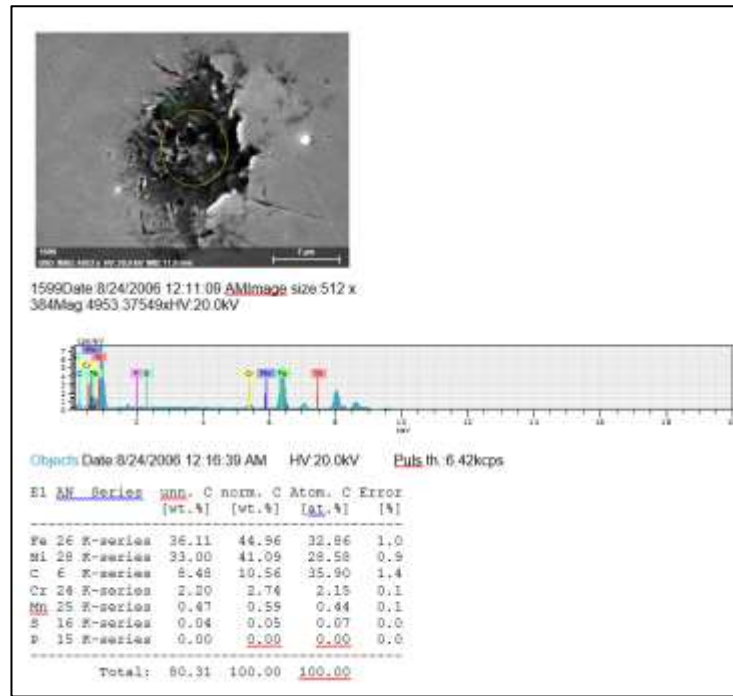 1599
7 µm
1599Date:8/24/2006 12:11:09 AMImage size:512 x
384Mag:4953.37549xHV:20.0kV
Objects Date:8/24/2006 12:16:39 AM HV:20.0kV Puls th.:6.42kcps
El AN Series unn. C norm. C Atom. C Error
[wt.%] [wt.%] [at.%] [%]
Fe 26 K-series 36.11 44.96 32.86 1.0
Ni 28 K-series 33.00 41.09 28.58 0.9
C 6 K-series 8.48 10.56 35.90 1.4
Cr 24 K-series 2.20 2.74 2.15 0.1
Mn 25 K-series 0.47 0.59 0.44 0.1
S 16 K-series 0.04 0.05 0.07 0.0
P 15 K-series 0.00 0.00 0.00 0.0
Total: 80.31 100.00 100.00